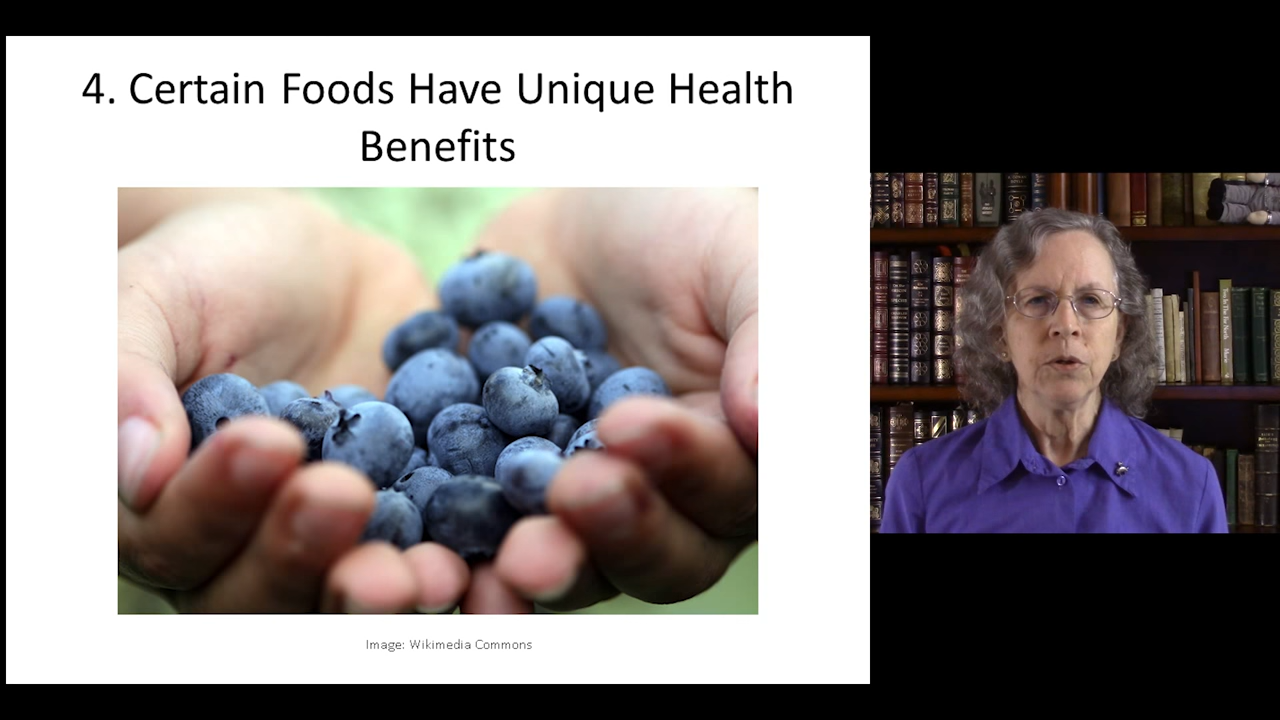 4. Certain Foods Have Unique Health
Benefits
Image: Wikimedia Commons